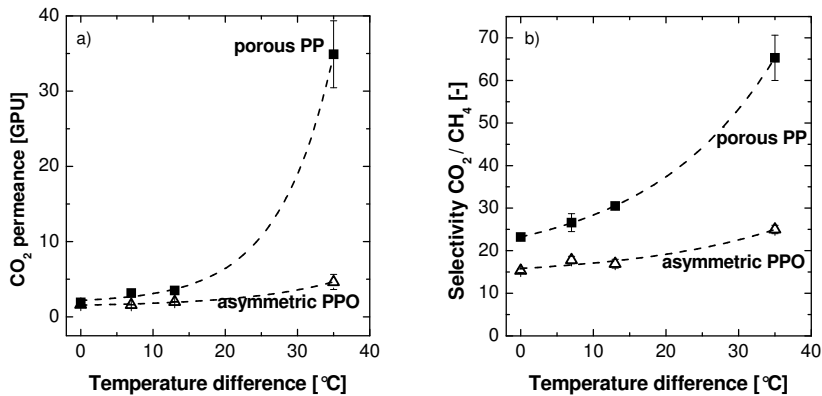 a)
porous PP
asymmetric PPO
CO2 permeance [GPU]
40
30
20
10
0
0 10 20 30 40
Temperature difference [°C]
b)
porous PP
asymmetric PPO
Selectivity CO2 / CH4 [-]
70
60
50
40
30
20
10
0
0 10 20 30 40
Temperature difference [°C]